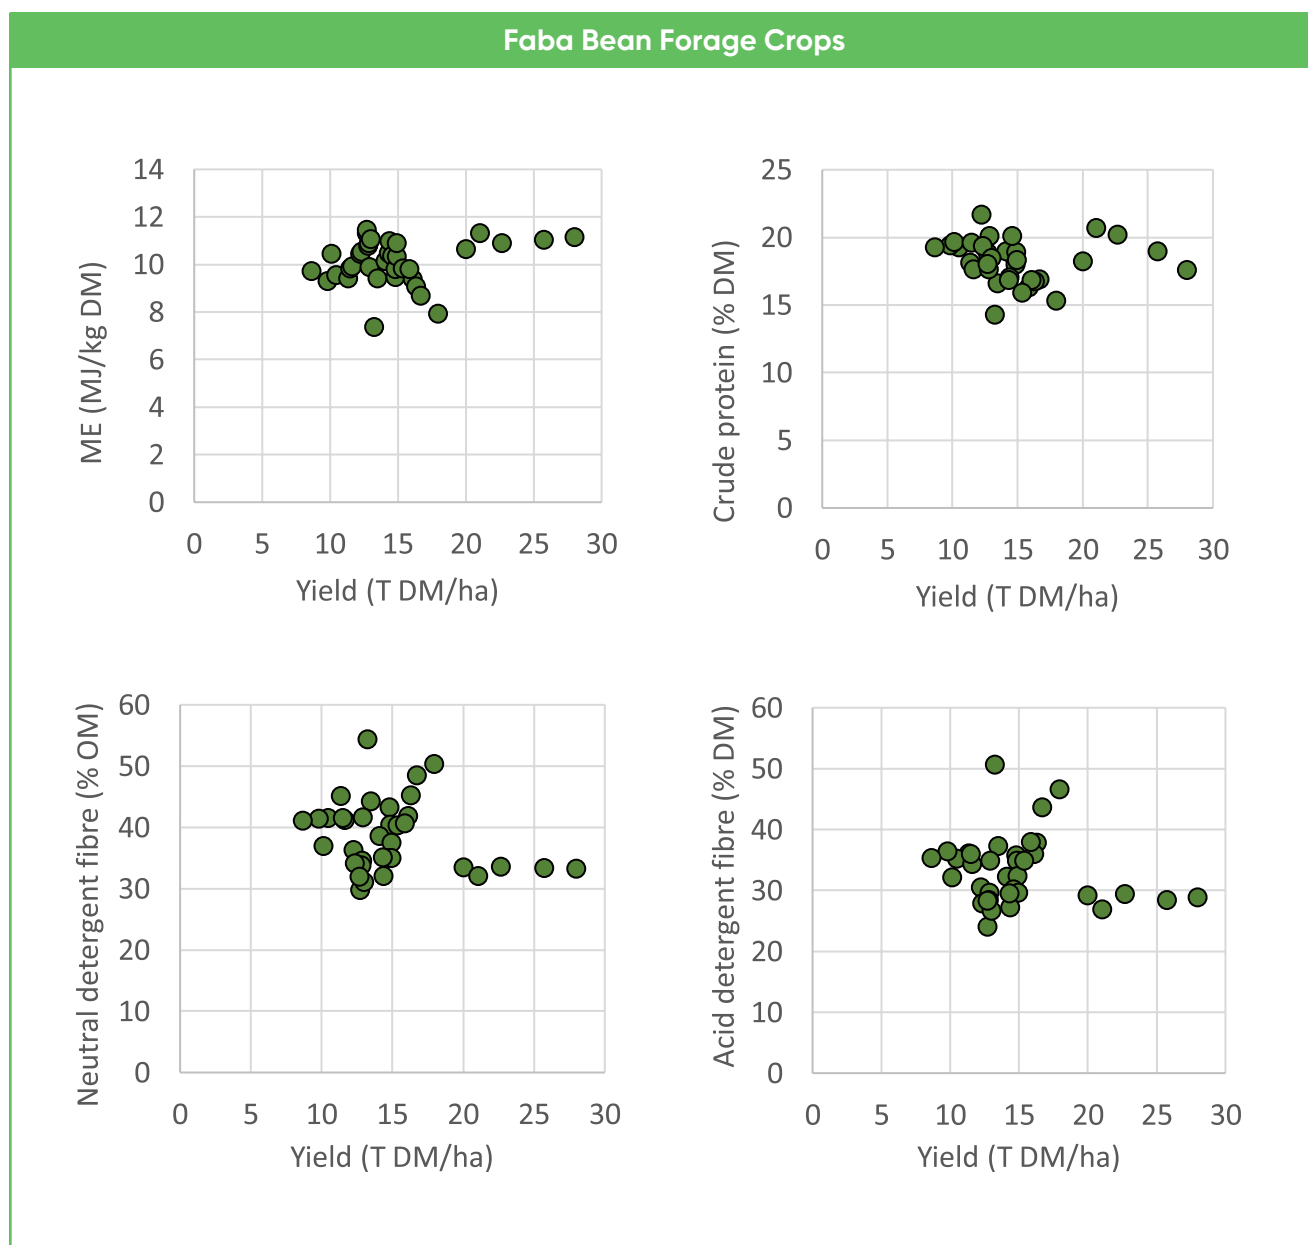 Faba Bean Forage Crops
ME (MJ/kg DM)
14
12
10
8
6
4
2
0
0 5 10 15 20 25 30
Yield (T DM/ha)
Crude protein (% DM)
25
20
15
10
5
0
0 5 10 15 20 25 30
Yield (T DM/ha)
Neutral detergent fibre (% OM)
60
50
40
30
20
10
0
0 5 10 15 20 25 30
Yield (T DM/ha)
Acid detergent fibre (% DM)
60
50
40
30
20
10
0
0 5 10 15 20 25 30
Yield (T DM/ha)